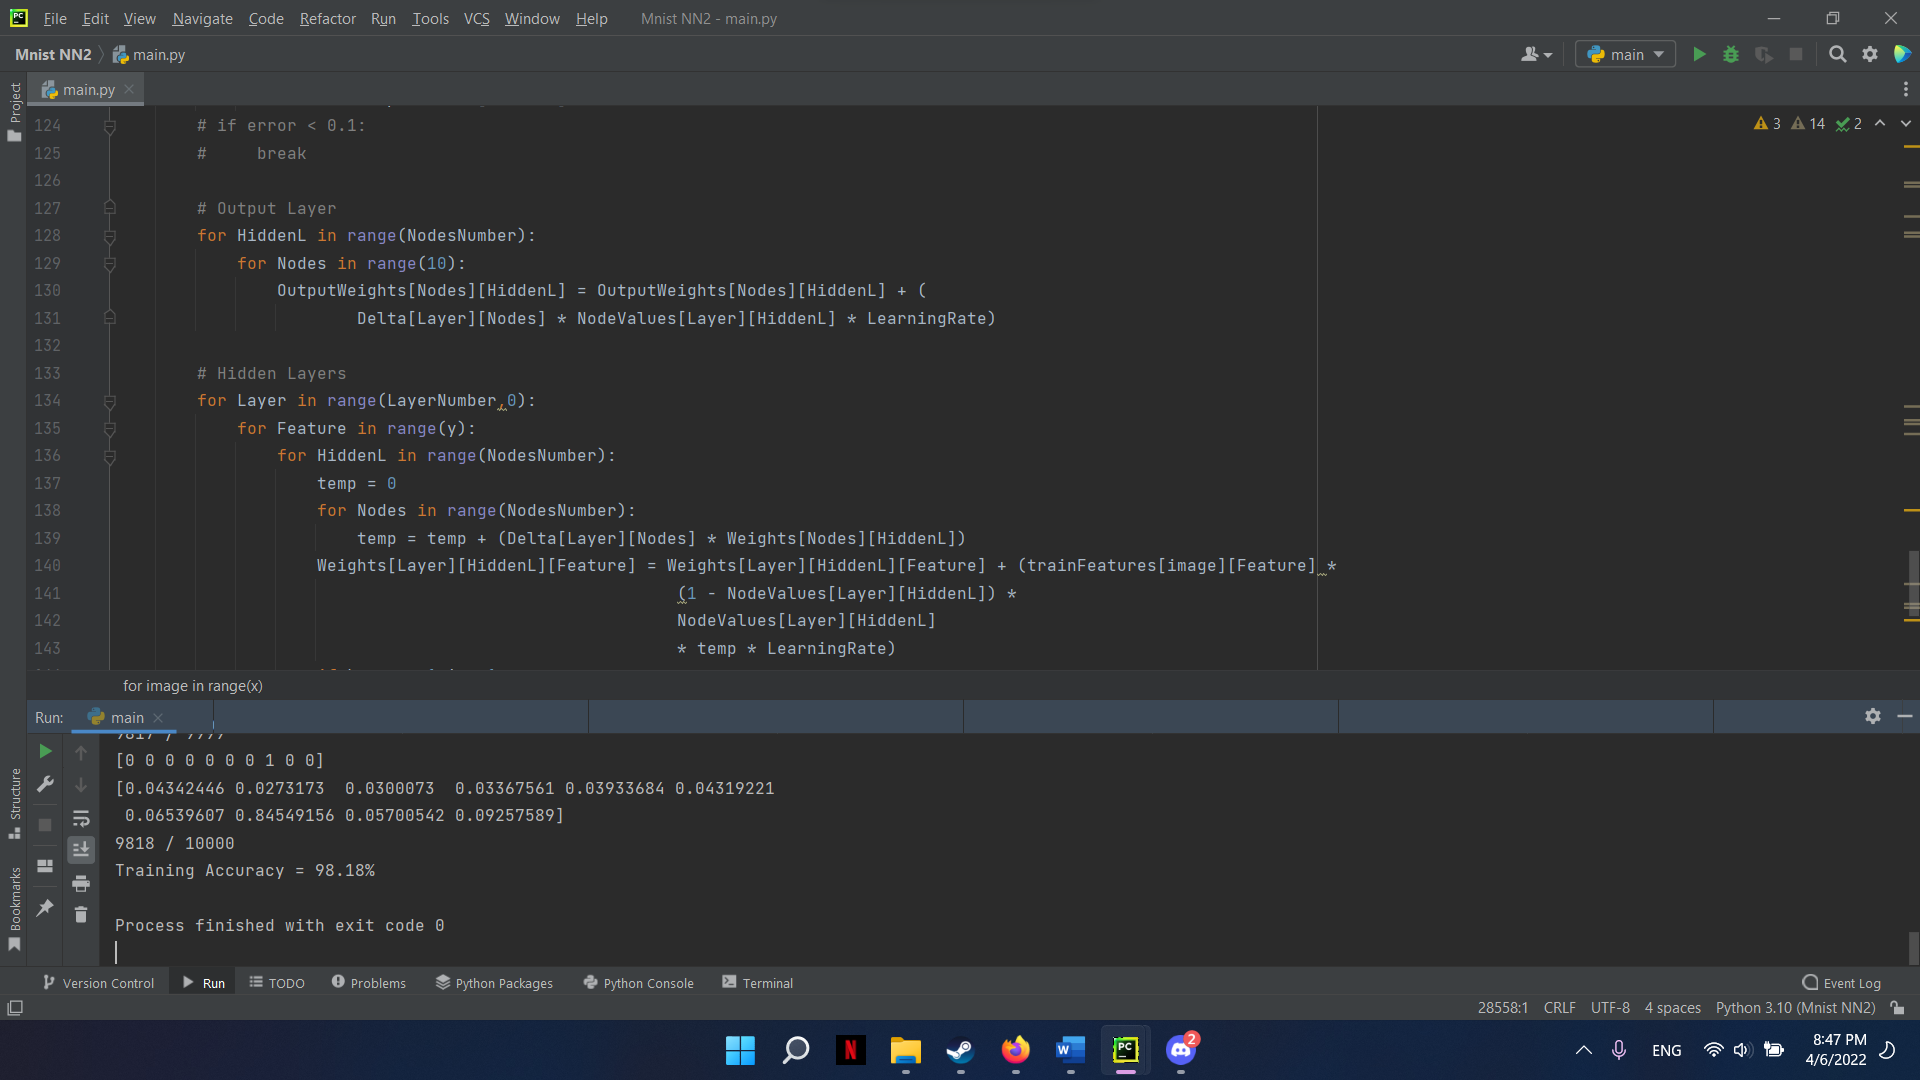 File Edit View Navigate Code Refactor Run Tools VCS Window Help Mnist NN2 - main.py
Mnist NN2 main.py main
Project
main.py
3 14 2
124 # if error < 0.1:
125 #     break
126
127 # Output Layer
128 for HiddenL in range(NodesNumber):
129 for Nodes in range(10):
130 OutputWeights[Nodes][HiddenL] = OutputWeights[Nodes][HiddenL] + (
131 Delta[Layer][Nodes] * NodeValues[Layer][HiddenL] * LearningRate)
132
133 # Hidden Layers
134 for Layer in range(LayerNumber,0):
135 for Feature in range(y):
136 for HiddenL in range(NodesNumber):
137 temp = 0
138 for Nodes in range(NodesNumber):
139 temp = temp + (Delta[Layer][Nodes] * Weights[Nodes][HiddenL])
140 Weights[Layer][HiddenL][Feature] = Weights[Layer][HiddenL][Feature] + (trainFeatures[image][Feature] *
141 (1 - NodeValues[Layer][HiddenL]) *
142 NodeValues[Layer][HiddenL]
143 * temp * LearningRate)
for image in range(x)
Run: main
[0 0 0 0 0 0 0 1 0 0]
[0.04342446 0.0273173  0.0300073  0.03367561 0.03933684 0.04319221
0.06539607 0.84549156 0.05700542 0.09257589]
9818 / 10000
Training Accuracy = 98.18%
Process finished with exit code 0
Structure
Bookmarks
Version Control Run TODO Problems Python Packages Python Console Terminal Event Log
28558:1 CRLF UTF-8 4 spaces Python 3.10 (Mnist NN2)
N W PC 2 ENG 8:47 PM
4/6/2022